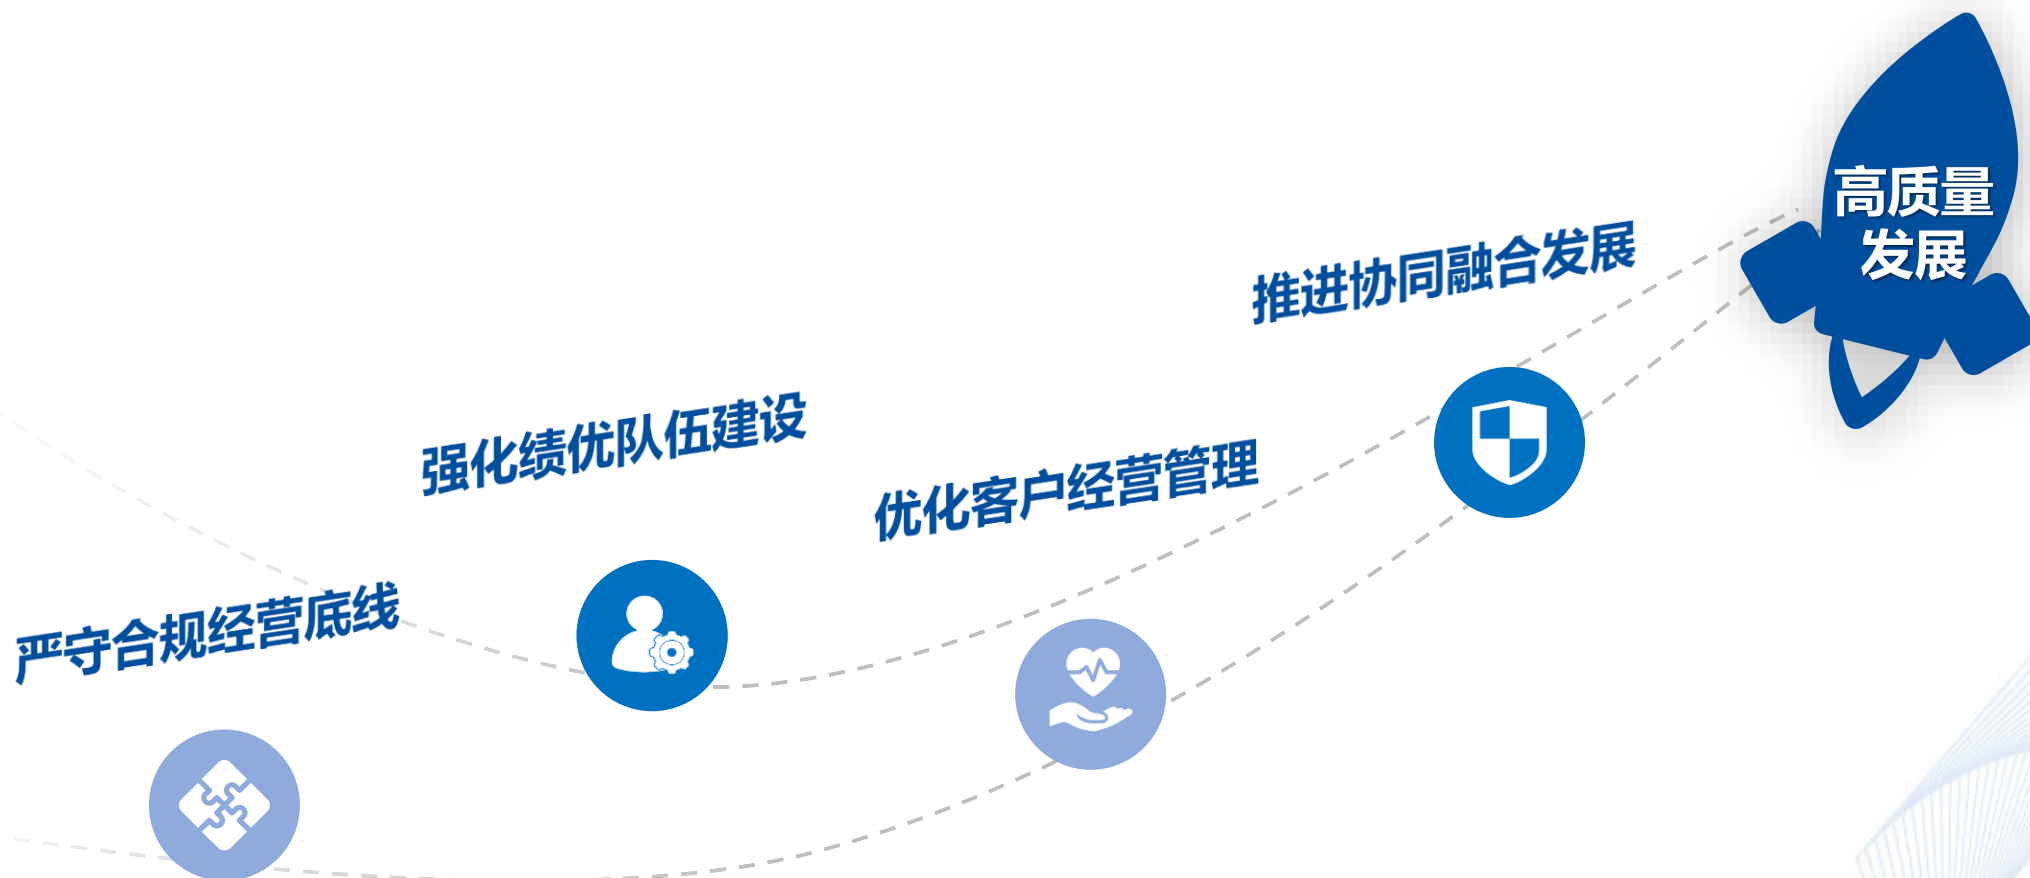 高质量
发展
推进协同融合发展
强化绩优队伍建设
优化客户经营管理
严守合规经营底线